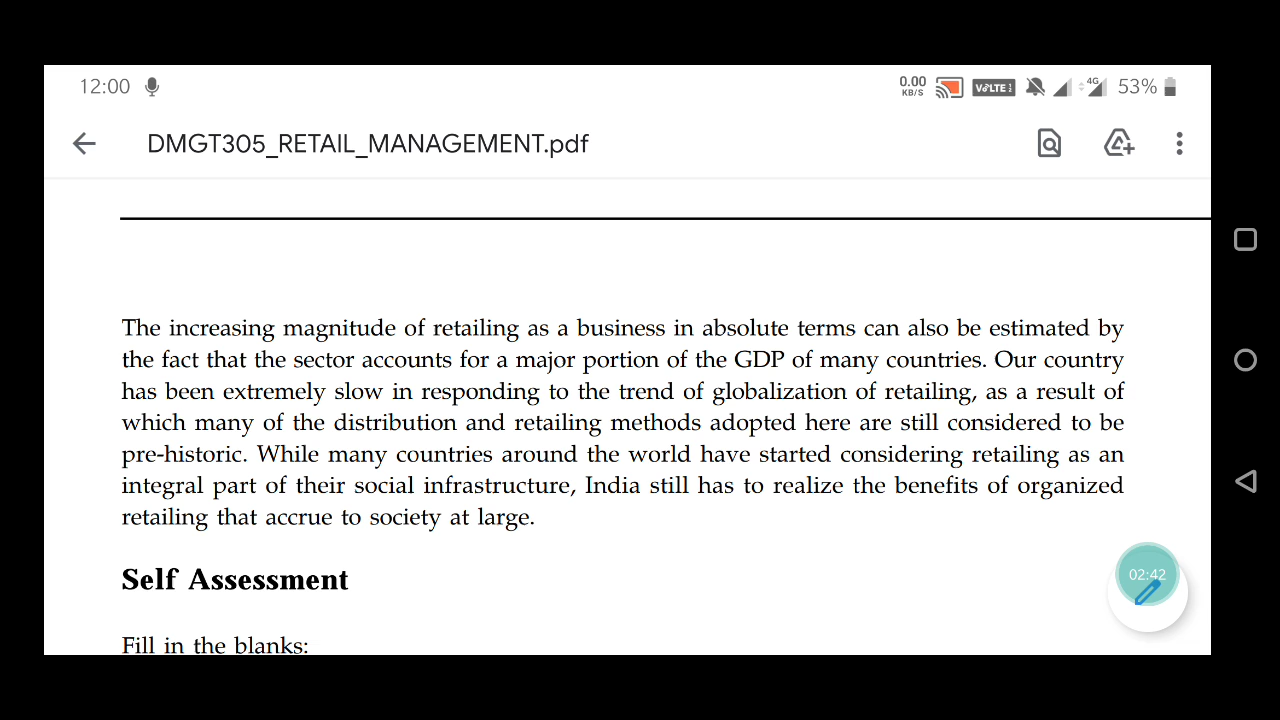 12:00
0.00
KB/S
VoLTE
4G
53%
DMGT305_RETAIL_MANAGEMENT.pdf
The increasing magnitude of retailing as a business in absolute terms can also be estimated by
the fact that the sector accounts for a major portion of the GDP of many countries. Our country
has been extremely slow in responding to the trend of globalization of retailing, as a result of
which many of the distribution and retailing methods adopted here are still considered to be
pre-historic. While many countries around the world have started considering retailing as an
integral part of their social infrastructure, India still has to realize the benefits of organized
retailing that accrue to society at large.
Self Assessment
02:42
Fill in the blanks: